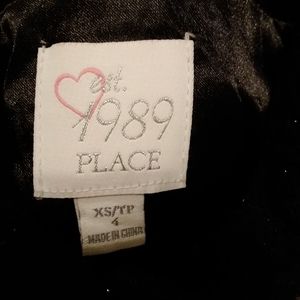 est.
1989
PLACE
XS/TP
4
MADE IN CHINA